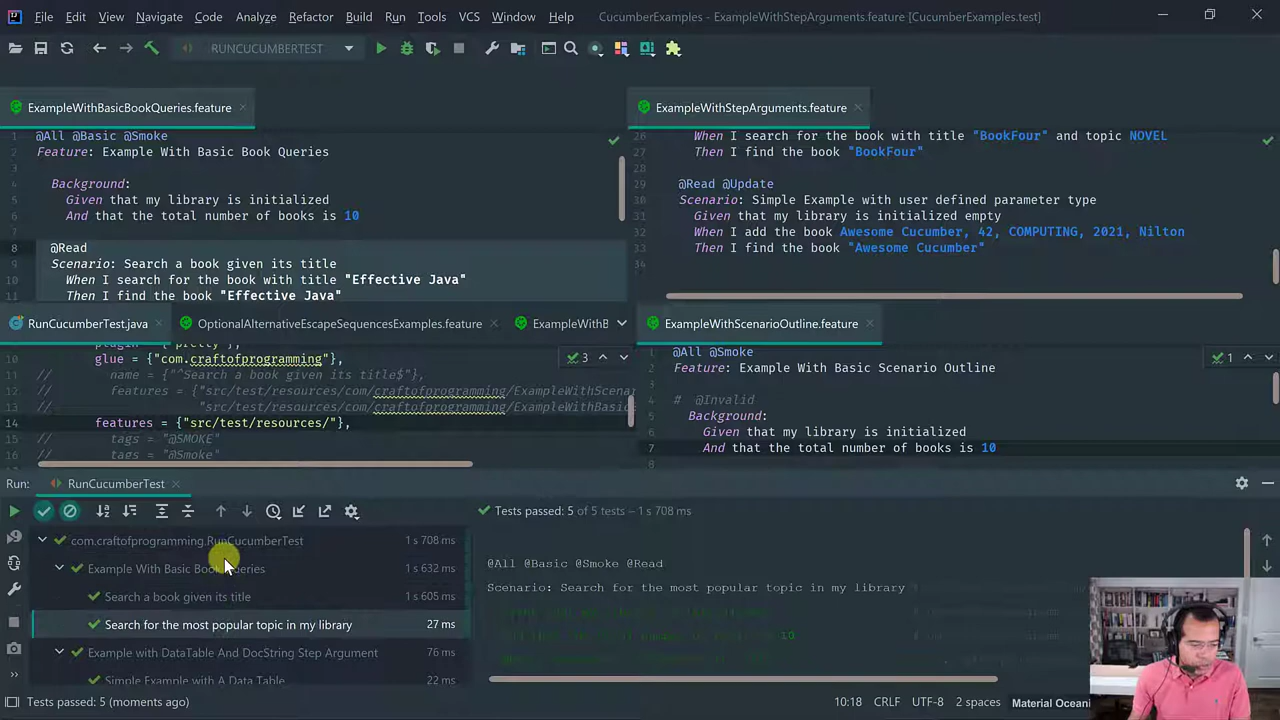 File Edit View Navigate Code Analyze Refactor Build Run Tools VCS Window Help CucumberExamples - ExampleWithStepArguments.feature [CucumberExamples.test]
RUNCUCUMBERTEST
ExampleWithBasicBookQueries.feature
1 @All @Basic @Smoke
2 Feature: Example With Basic Book Queries
3
4 Background:
5 Given that my library is initialized
6 And that the total number of books is 10
8 @Read
9 Scenario: Search a book given its title
10 When I search for the book with title "Effective Java"
11 Then I find the book "Effective Java"
ExampleWithStepArguments.feature
26 When I search for the book with title "BookFour" and topic NOVEL
27 Then I find the book "BookFour"
28
29 @Read @Update
30 Scenario: Simple Example with user defined parameter type
31 Given that my library is initialized empty
32 When I add the book Awesome Cucumber, 42, COMPUTING, 2021, Nilton
33 Then I find the book "Awesome Cucumber"
34
RunCucumberTest.java OptionalAlternativeEscapeSequencesExamples.feature ExampleWithB
plugin = {"pretty"},
10 glue = {"com.craftofprogramming"},
11 // name = {"^Search a book given its title$"},
12 // features = {"src/test/resources/com/craftofprogramming/ExampleWithScena
13 // "src/test/resources/com/craftofprogramming/ExampleWithBasic
14 features = {"src/test/resources/"},
15 // tags = "@SMOKE"
16 // tags = "@Smoke"
3
ExampleWithScenarioOutline.feature
1 @All @Smoke
2 Feature: Example With Basic Scenario Outline
3
4 # @Invalid
5 Background:
6 Given that my library is initialized
7 And that the total number of books is 10
8
1
Run: RunCucumberTest
Tests passed: 5 of 5 tests – 1 s 708 ms
com.craftofprogramming.RunCucumberTest 1 s 708 ms
Example With Basic Book Queries 1 s 632 ms
Search a book given its title 1 s 605 ms
Search for the most popular topic in my library 27 ms
Example with DataTable And DocString Step Argument 76 ms
Simple Example with A Data Table 22 ms
@All @Basic @Smoke @Read
Scenario: Search for the most popular topic in my library
10
Tests passed: 5 (moments ago) 10:18 CRLF UTF-8 2 spaces Material Oceani